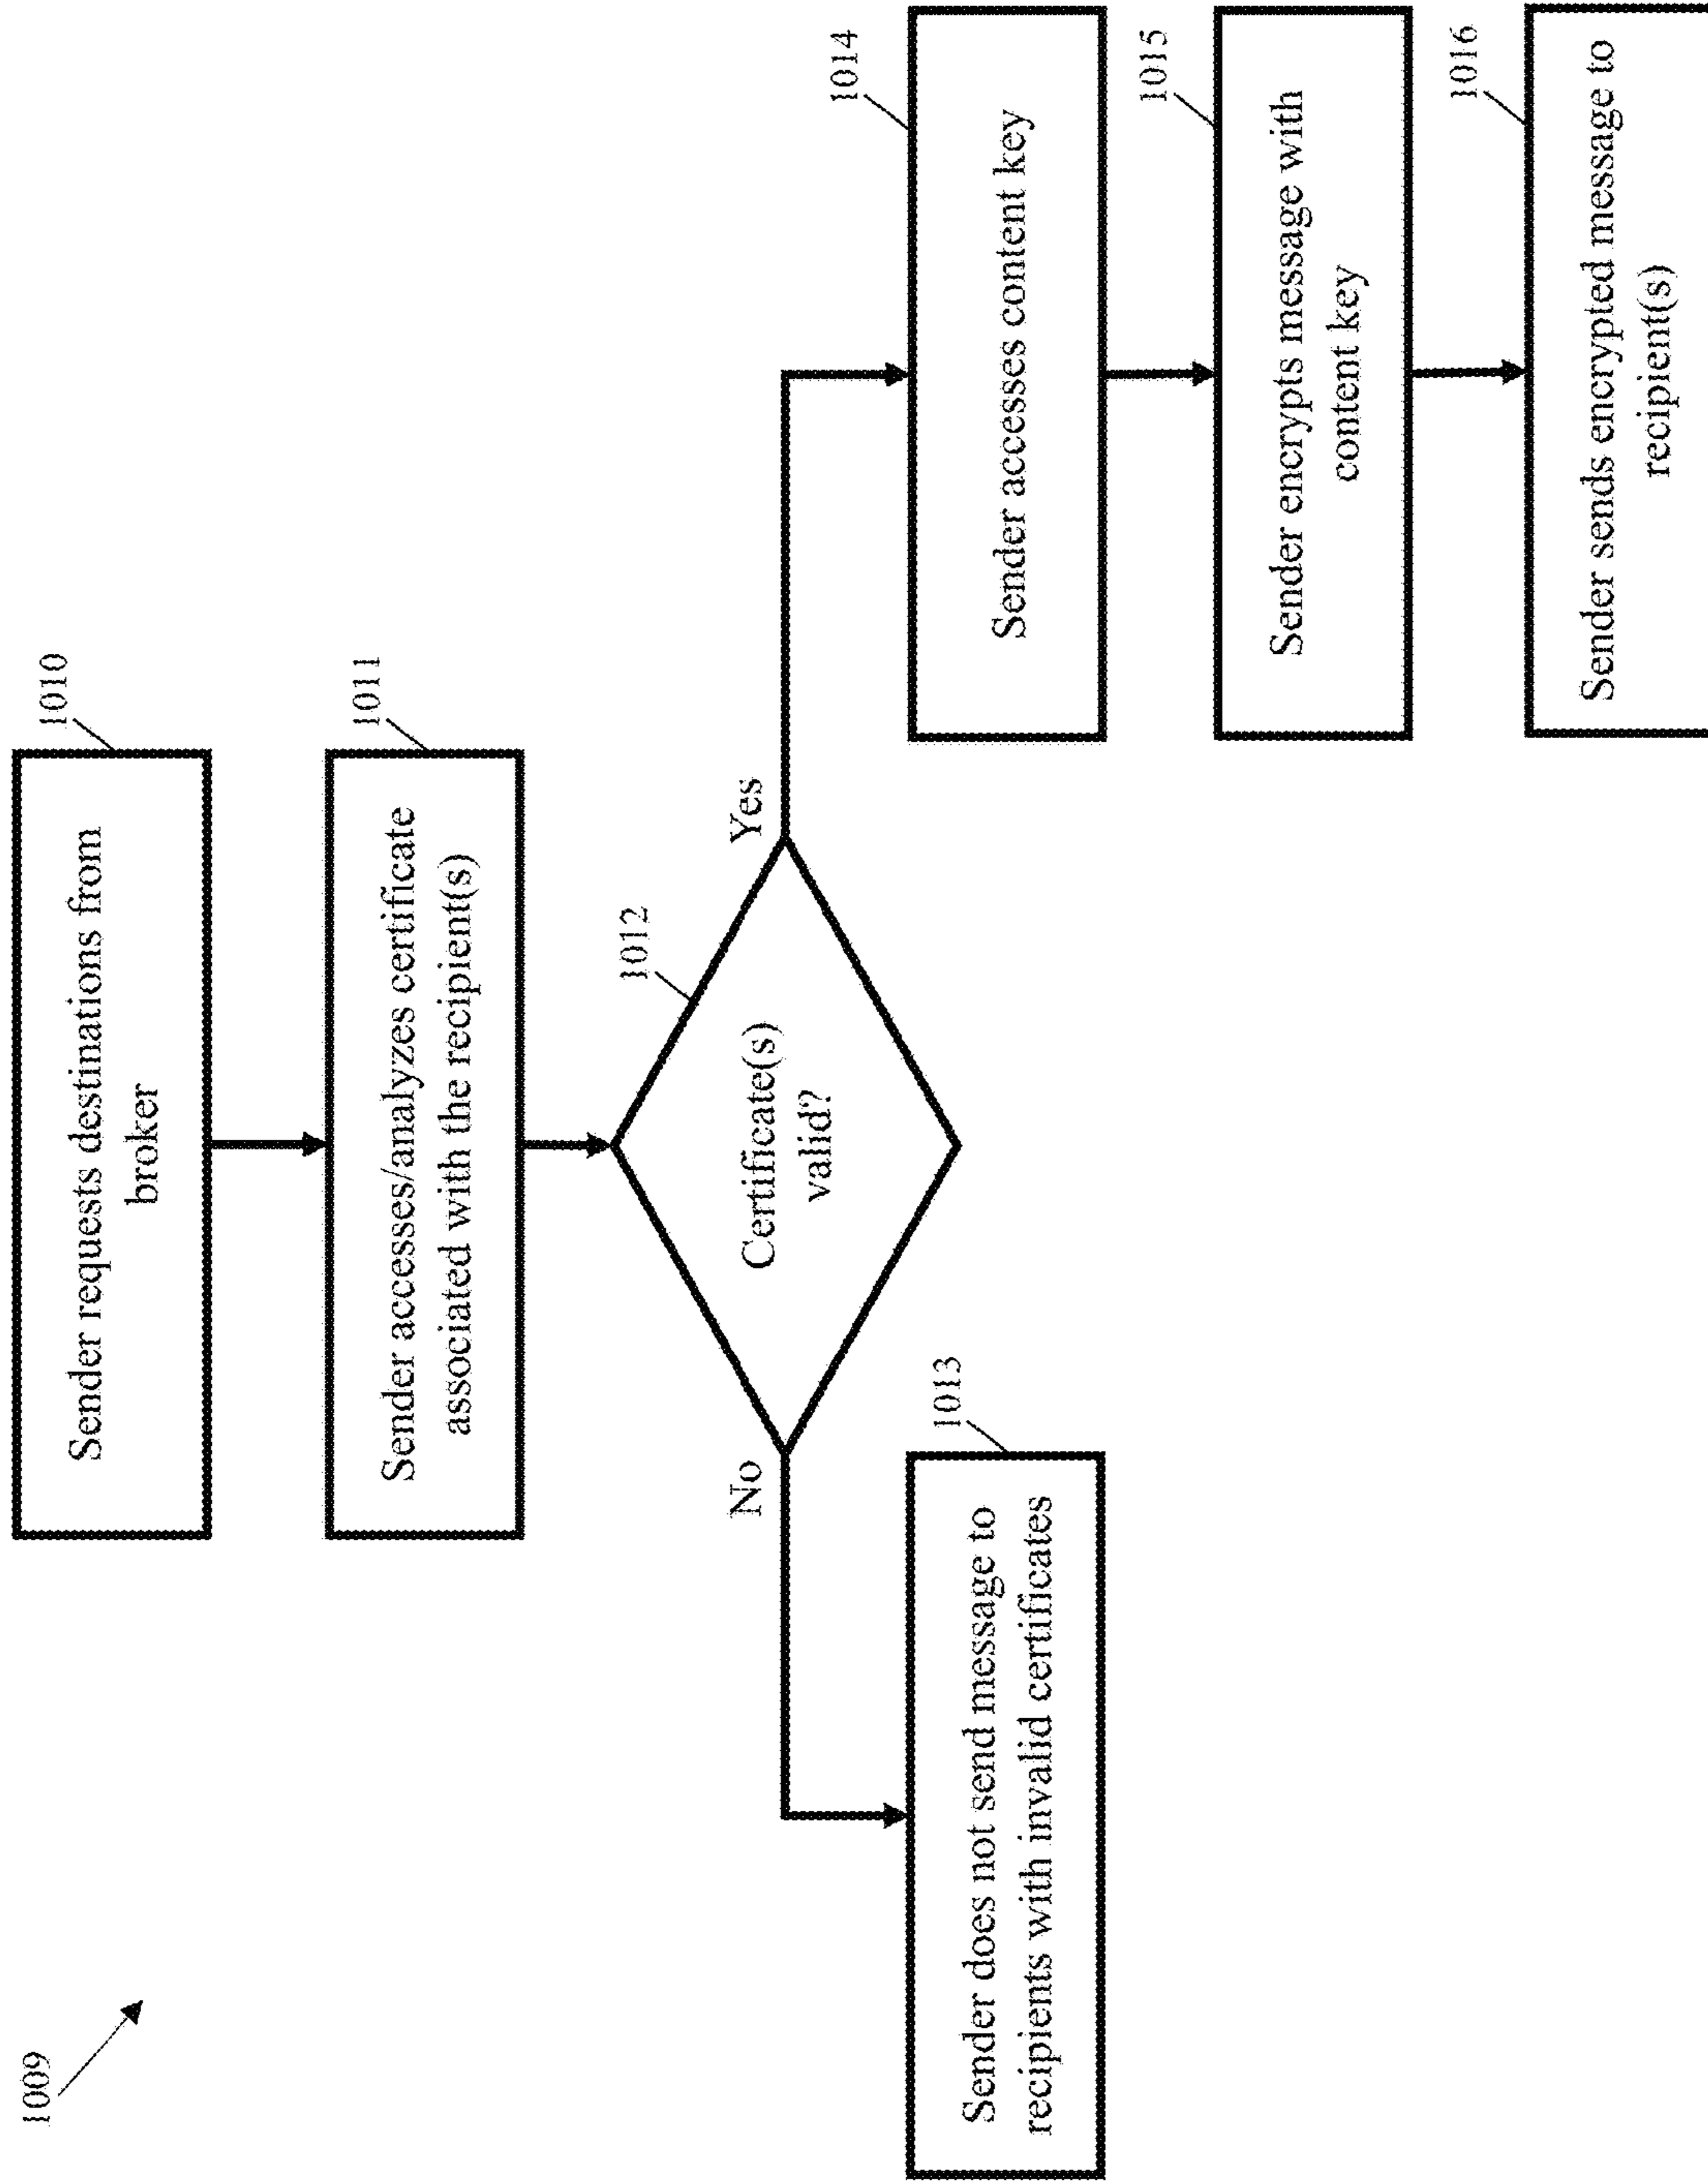 1009
1010
Sender requests destinations from
broker
1011
Sender accesses/analyzes certificate
associated with the recipient(s)
1012
Certificate(s)
valid?
No
Yes
1013
Sender does not send message to
recipients with invalid certificates
1014
Sender accesses content key
1015
Sender encrypts message with
content key
1016
Sender sends encrypted message to
recipient(s)